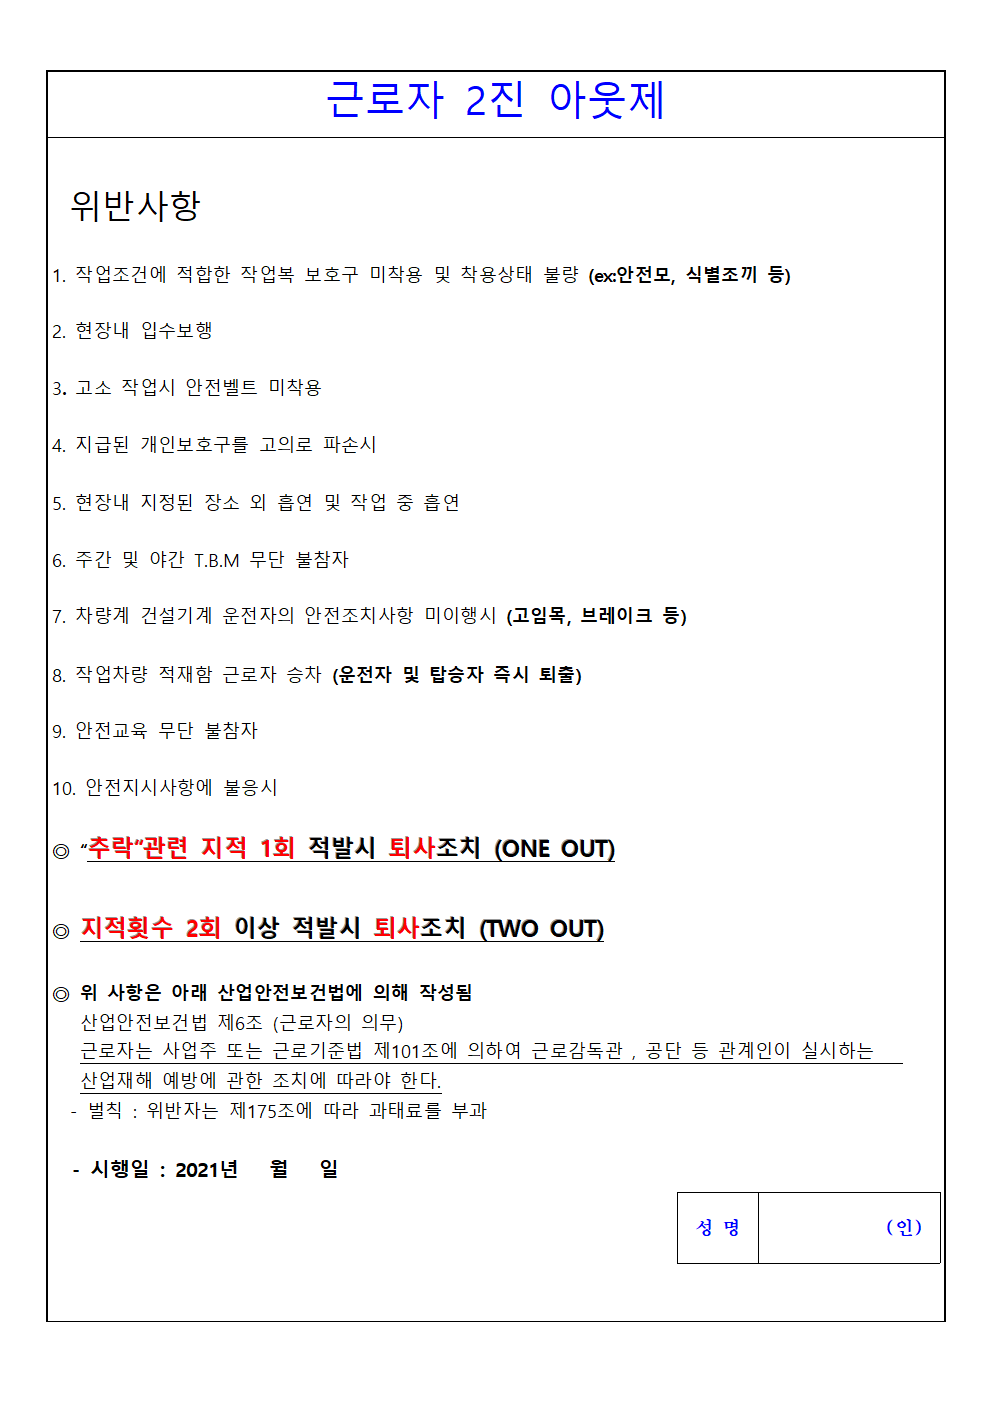 근로자 2진 아웃제
위반사항
1. 작업조건에 적합한 작업복 보호구 미착용 및 착용상태 불량 (ex:안전모, 식별조끼 등)
2. 현장내 입수보행
3. 고소 작업시 안전벨트 미착용
4. 지급된 개인보호구를 고의로 파손시
5. 현장내 지정된 장소 외 흡연 및 작업 중 흡연
6. 주간 및 야간 T.B.M 무단 불참자
7. 차량계 건설기계 운전자의 안전조치사항 미이행시 (고임목, 브레이크 등)
8. 작업차량 적재함 근로자 승차 (운전자 및 탑승자 즉시 퇴출)
9. 안전교육 무단 불참자
10. 안전지시사항에 불응시
◎ “추락”관련 지적 1회 적발시 퇴사조치 (ONE OUT)
◎ 지적횟수 2회 이상 적발시 퇴사조치 (TWO OUT)
◎ 위 사항은 아래 산업안전보건법에 의해 작성됨
산업안전보건법 제6조 (근로자의 의무)
근로자는 사업주 또는 근로기준법 제101조에 의하여 근로감독관 , 공단 등 관계인이 실시하는
산업재해 예방에 관한 조치에 따라야 한다.
- 벌칙 : 위반자는 제175조에 따라 과태료를 부과
- 시행일 : 2021년 월 일
성 명 (인)